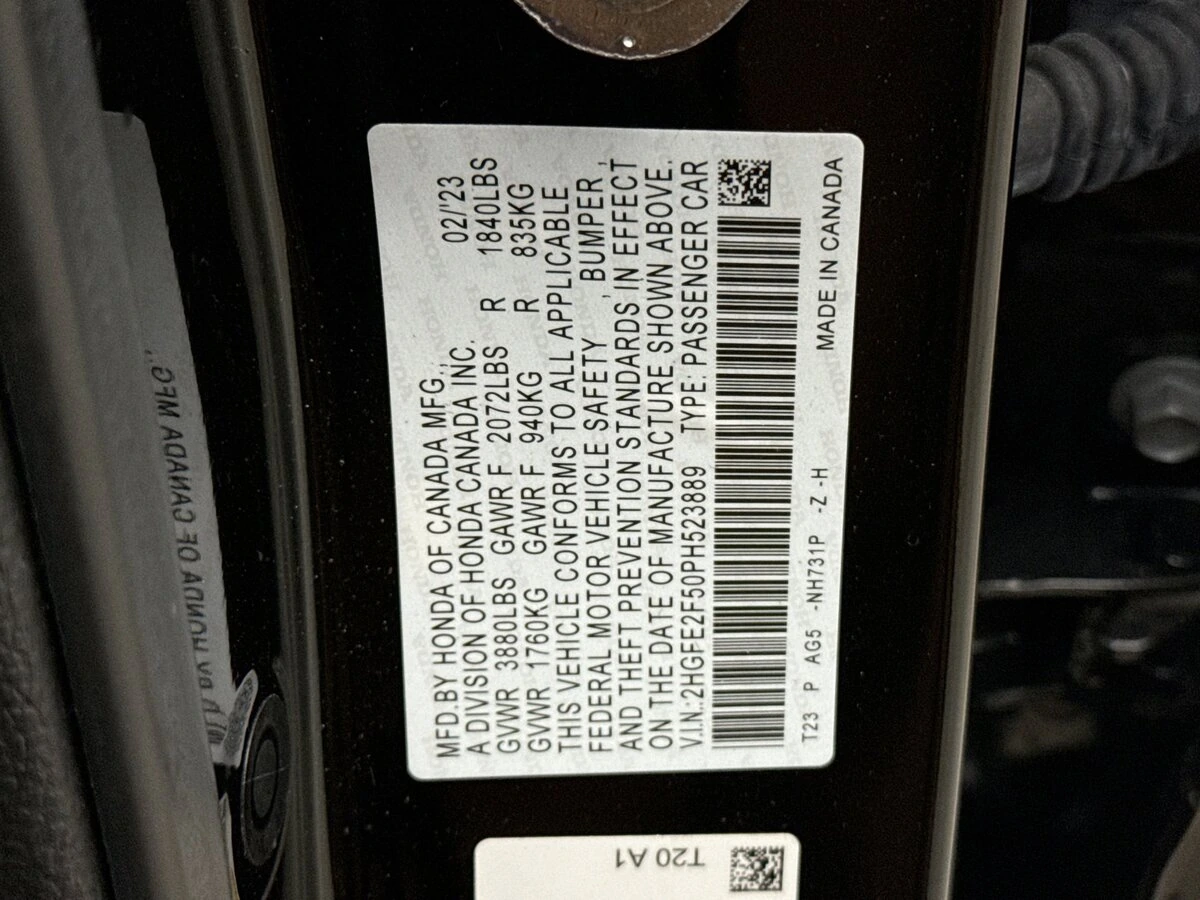 MFD.BY HONDA OF CANADA MFG.,    02/'23
A DIVISION OF HONDA CANADA INC.
GVWR 3880LBS GAWR F 2072LBS R 1840LBS
GVWR 1760KG GAWR F 940KG R 835KG
THIS VEHICLE CONFORMS TO ALL APPLICABLE
FEDERAL MOTOR VEHICLE SAFETY, BUMPER,
AND THEFT PREVENTION STANDARDS IN EFFECT
ON THE DATE OF MANUFACTURE SHOWN ABOVE.
V.I.N.:2HGFE2F50PH523889 TYPE: PASSENGER CAR
T23 P AG5 -NH731P -Z -H MADE IN CANADA
T20 A1